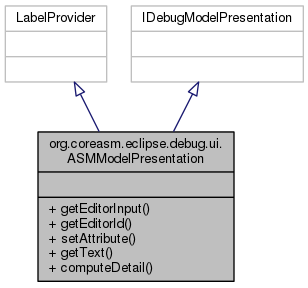 LabelProvider
IDebugModelPresentation
org.coreasm.eclipse.debug.ui.
ASMModelPresentation
+ getEditorInput()
+ getEditorId()
+ setAttribute()
+ getText()
+ computeDetail()